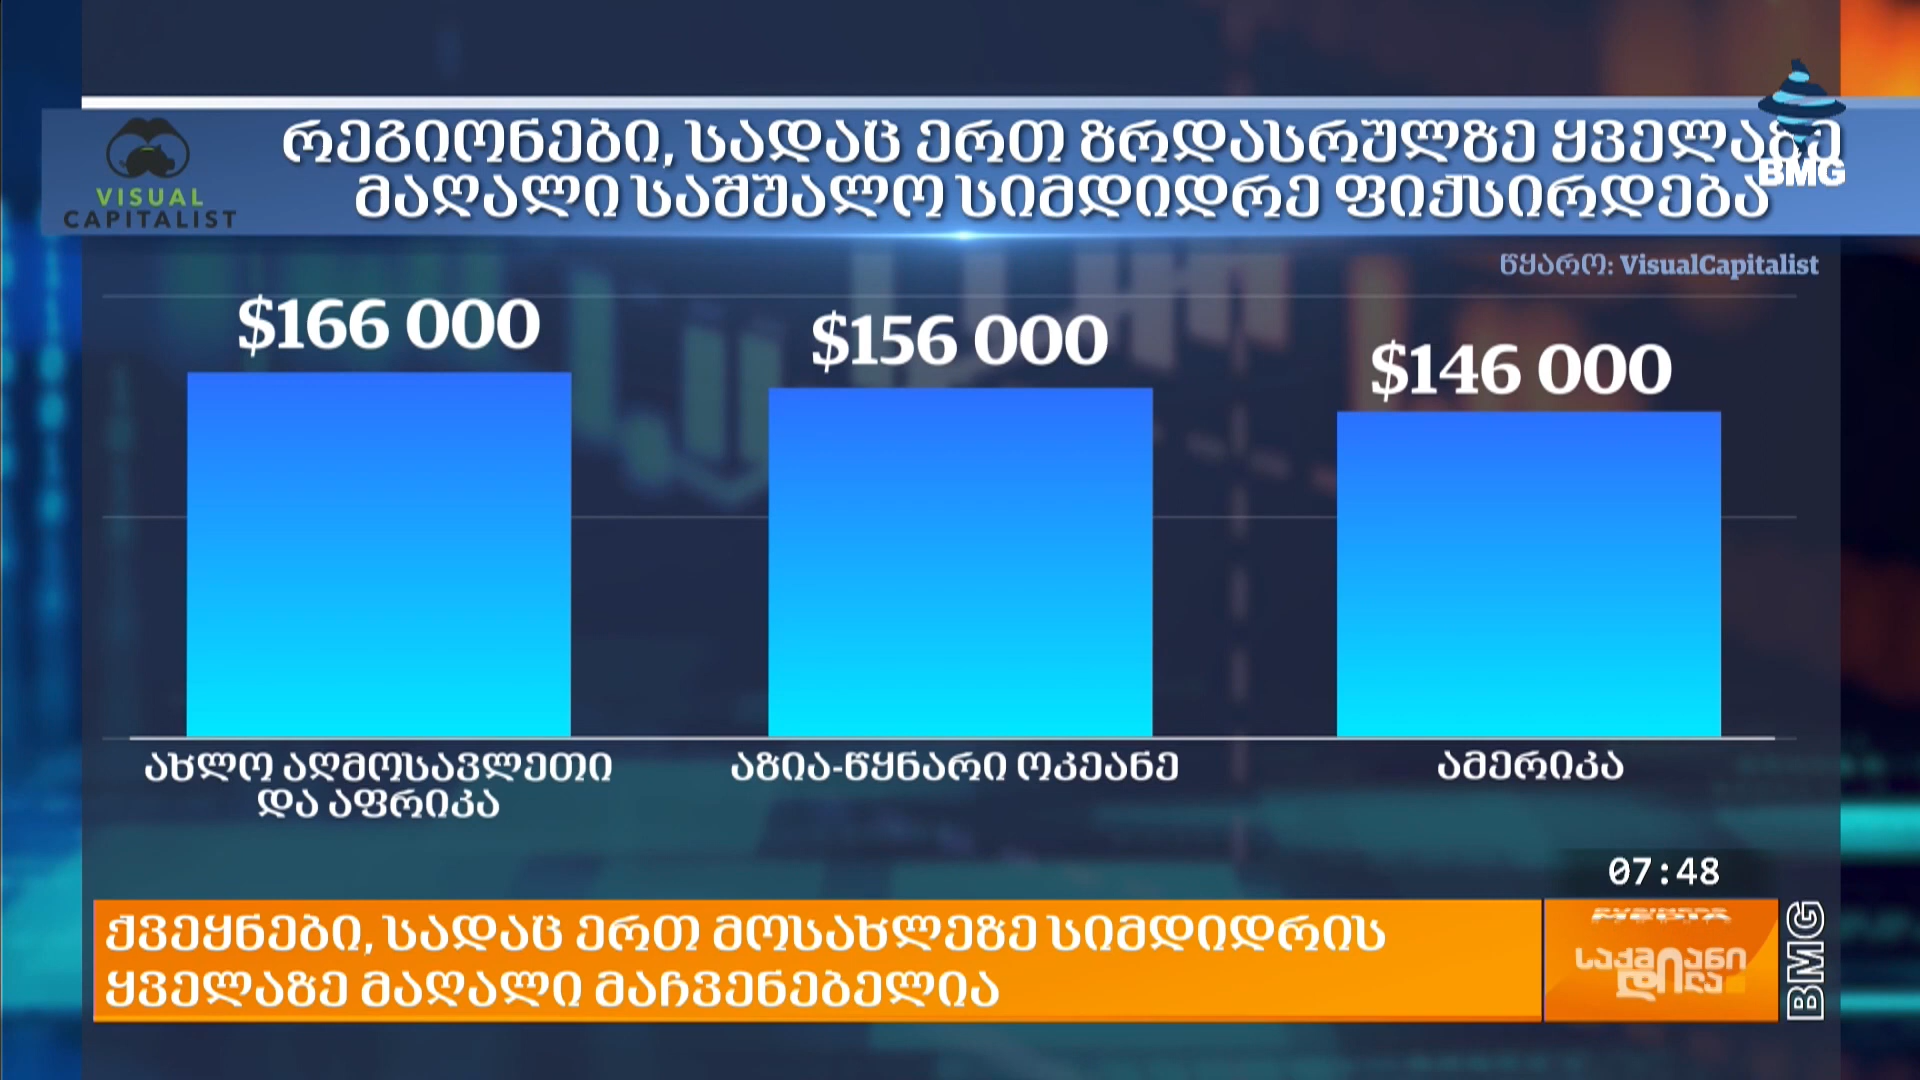 რეგიონები, სადაც ერთ ზრდასრულზე ყველაზე
მაღალი საშუალო სიმდიდრე ფიქსირდება
BMG
VISUAL
CAPITALIST
წყარო: VisualCapitalist
$166 000
$156 000
$146 000
ახლო აღმოსავლეთი
და აფრიკა
აზია-წყნარი ოკეანე
ამერიკა
07:48
ქვეყნები, სადაც ერთ მოსახლეზე სიმდიდრის
ყველაზე მაღალი მაჩვენებელია
საქმიანი
დილა
BMG